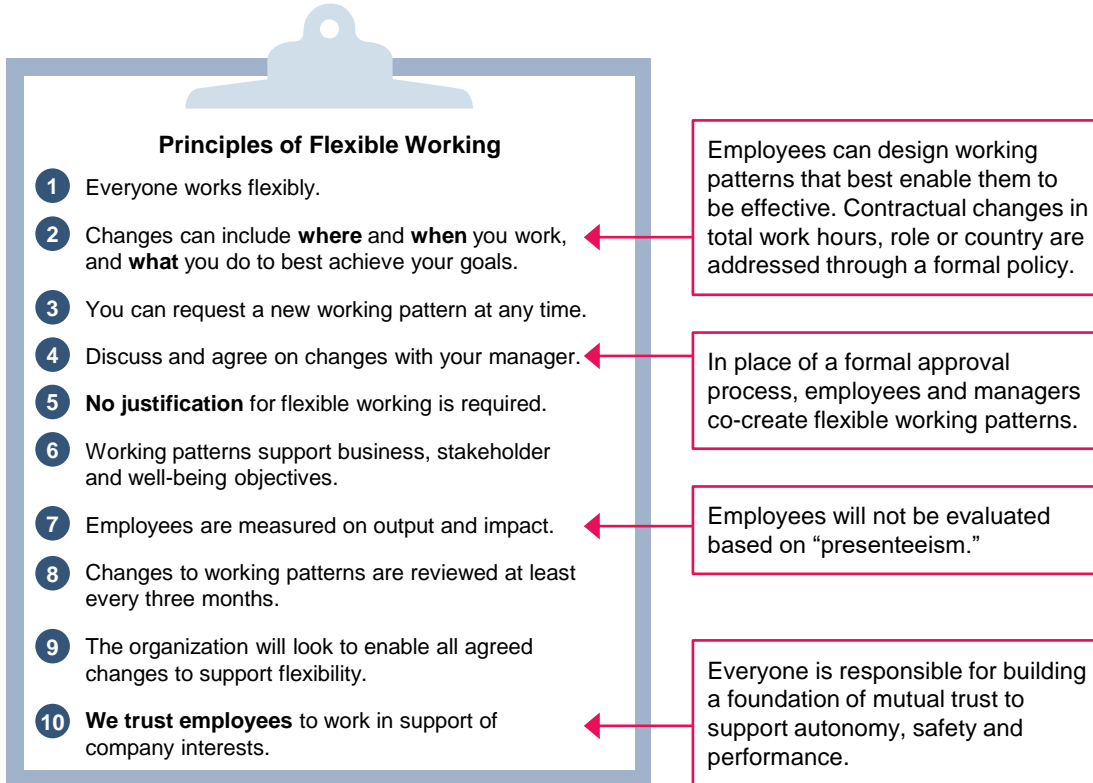 Principles of Flexible Working
1 Everyone works flexibly.
2 Changes can include where and when you work,
and what you do to best achieve your goals.
Employees can design working
patterns that best enable them to
be effective. Contractual changes in
total work hours, role or country are
addressed through a formal policy.
3 You can request a new working pattern at any time.
4 Discuss and agree on changes with your manager.
In place of a formal approval
process, employees and managers
co-create flexible working patterns.
5 No justification for flexible working is required.
6 Working patterns support business, stakeholder
and well-being objectives.
7 Employees are measured on output and impact.
Employees will not be evaluated
based on “presenteeism.”
8 Changes to working patterns are reviewed at least
every three months.
9 The organization will look to enable all agreed
changes to support flexibility.
10 We trust employees to work in support of
company interests.
Everyone is responsible for building
a foundation of mutual trust to
support autonomy, safety and
performance.